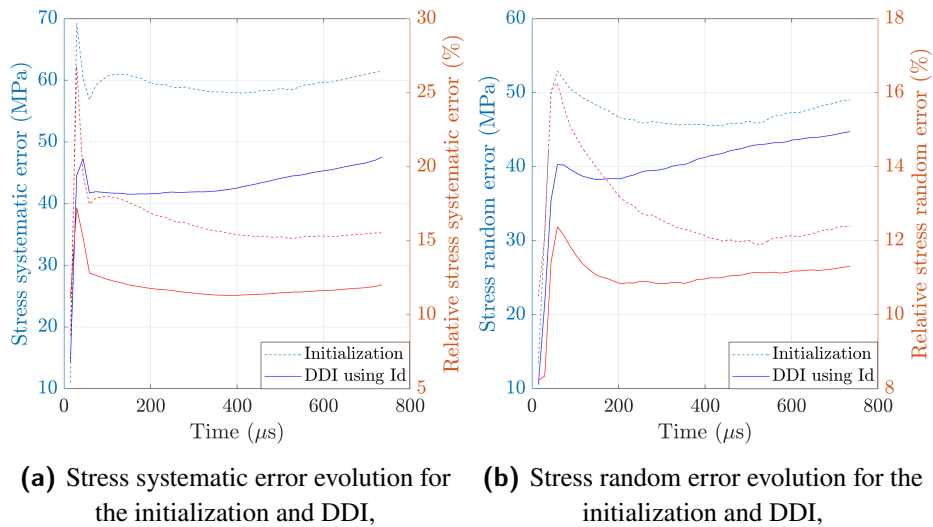 70
60
50
40
30
20
10
Stress systematic error (MPa)
30
25
20
15
10
5
Relative stress systematic error (%)
Initialization
DDI using Id
0 200 400 600 800
Time (μs)
60
50
40
30
20
10
Stress random error (MPa)
18
16
14
12
10
8
Relative stress random error (%)
Initialization
DDI using Id
0 200 400 600 800
Time (μs)
(a) Stress systematic error evolution for
the initialization and DDI,
(b) Stress random error evolution for the
initialization and DDI,